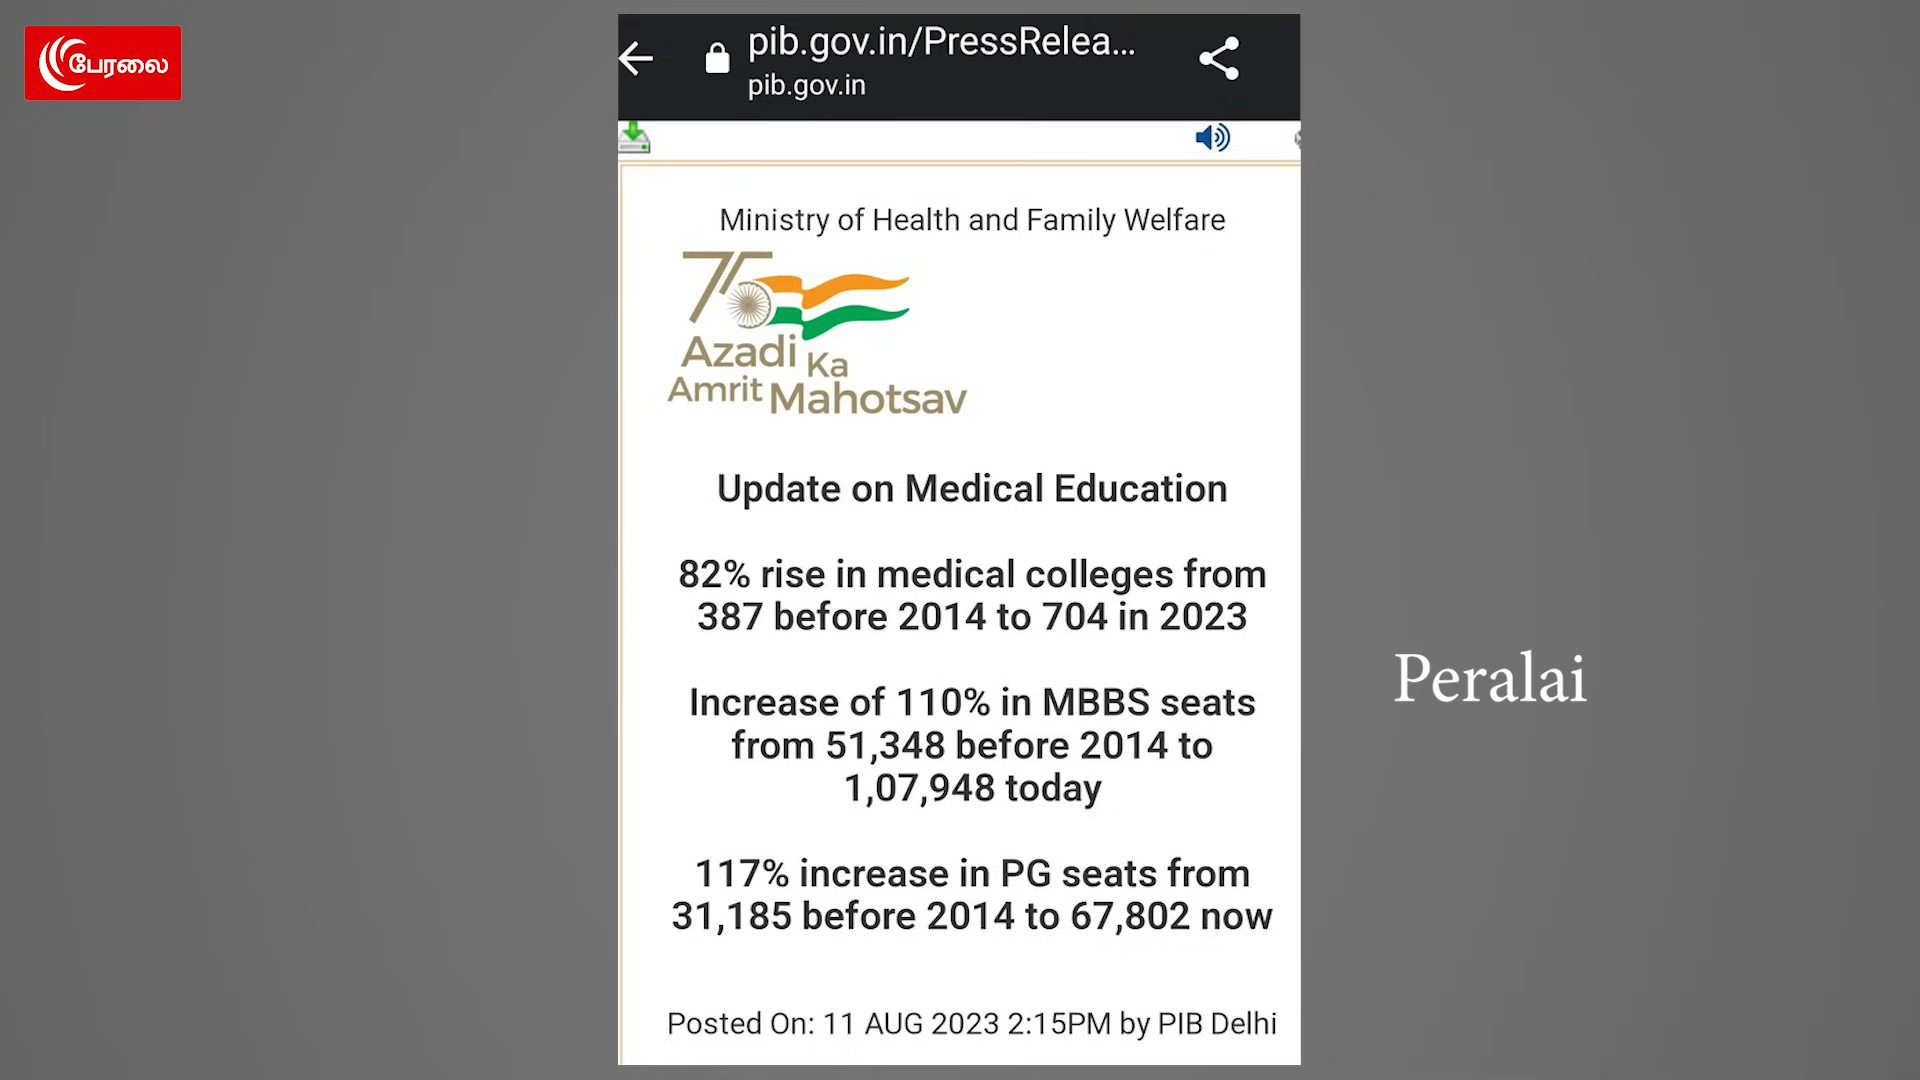 பேரலை
pib.gov.in/PressRelea...
pib.gov.in
Ministry of Health and Family Welfare
75
Azadi Ka
Amrit Mahotsav
Update on Medical Education
82% rise in medical colleges from
387 before 2014 to 704 in 2023
Increase of 110% in MBBS seats
from 51,348 before 2014 to
1,07,948 today
117% increase in PG seats from
31,185 before 2014 to 67,802 now
Posted On: 11 AUG 2023 2:15PM by PIB Delhi
Peralai